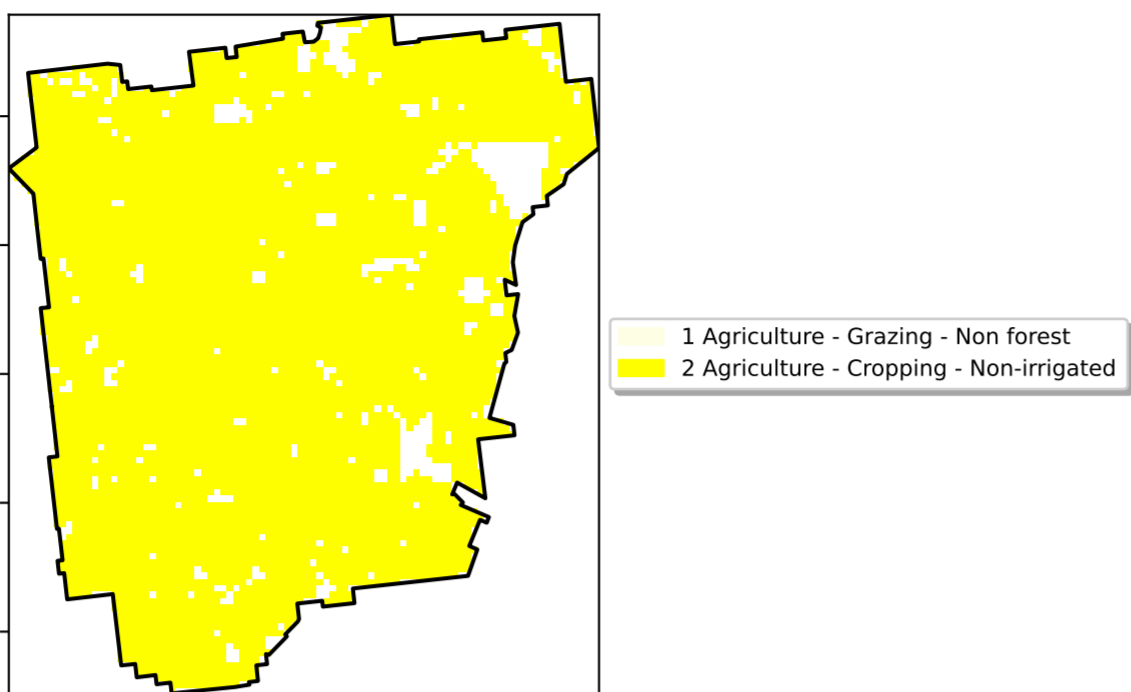 1 Agriculture - Grazing - Non forest
2 Agriculture - Cropping - Non-irrigated